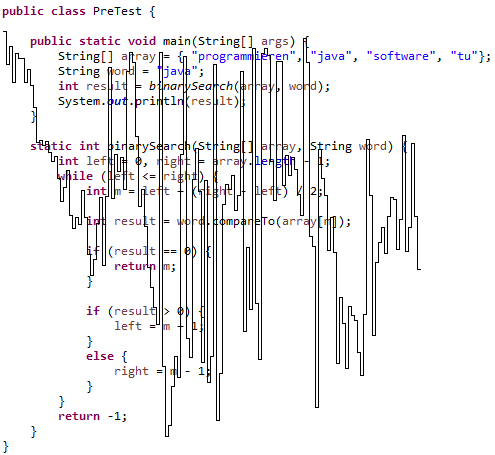 public class PreTest {
public static void main(String[] args) {
String[] array = { "programmieren", "java", "software", "tu"};
String word = "java";
int result = binarySearch(array, word);
System.out.println(result);
}
static int binarySearch(String[] array, String word) {
int left = 0, right = array.length - 1;
while (left <= right) {
int m = left + (right - left) / 2;
int result = word.compareTo(array[m]);
if (result == 0) {
return m;
}
if (result > 0) {
left = m + 1;
}
else {
right = m - 1;
}
}
return -1;
}
}